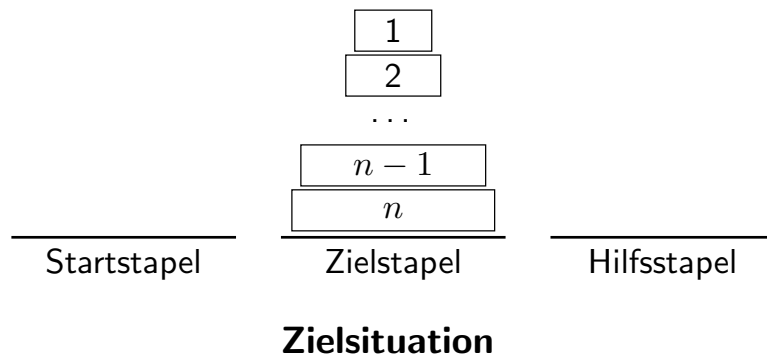 1
2
...
n − 1
n
Startstapel Zielstapel Hilfsstapel
Zielsituation